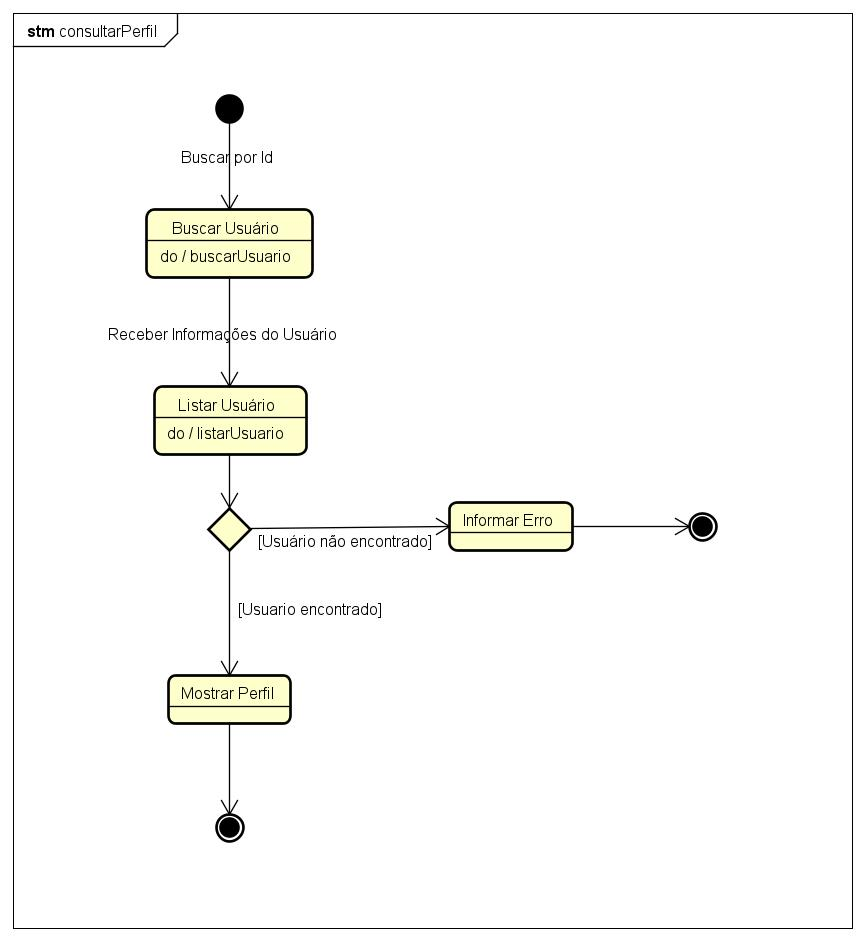 stm consultarPerfil
Buscar por Id
Buscar Usuário
do / buscarUsuario
Receber Informações do Usuário
Listar Usuário
do / listarUsuario
Informar Erro
[Usuário não encontrado]
[Usuario encontrado]
Mostrar Perfil